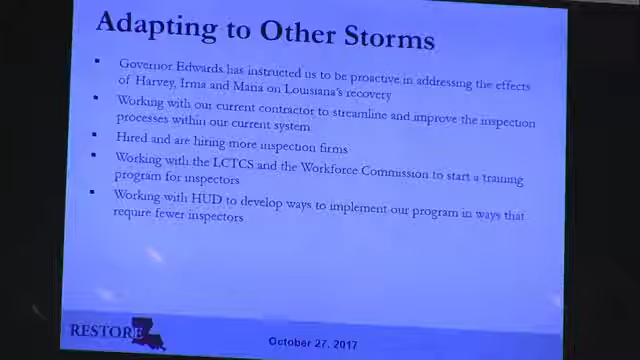 Adapting to Other Storms
▪ Governor Edwards has instructed us to be proactive in addressing the effects
of Harvey, Irma and Maria on Louisiana's recovery
▪ Working with our current contractor to streamline and improve the inspection
processes within our current system
▪ Hired and are hiring more inspection firms
▪ Working with the LCTCS and the Workforce Commission to start a training
program for inspectors
▪ Working with HUD to develop ways to implement our program in ways that
require fewer inspectors
RESTORE
October 27, 2017